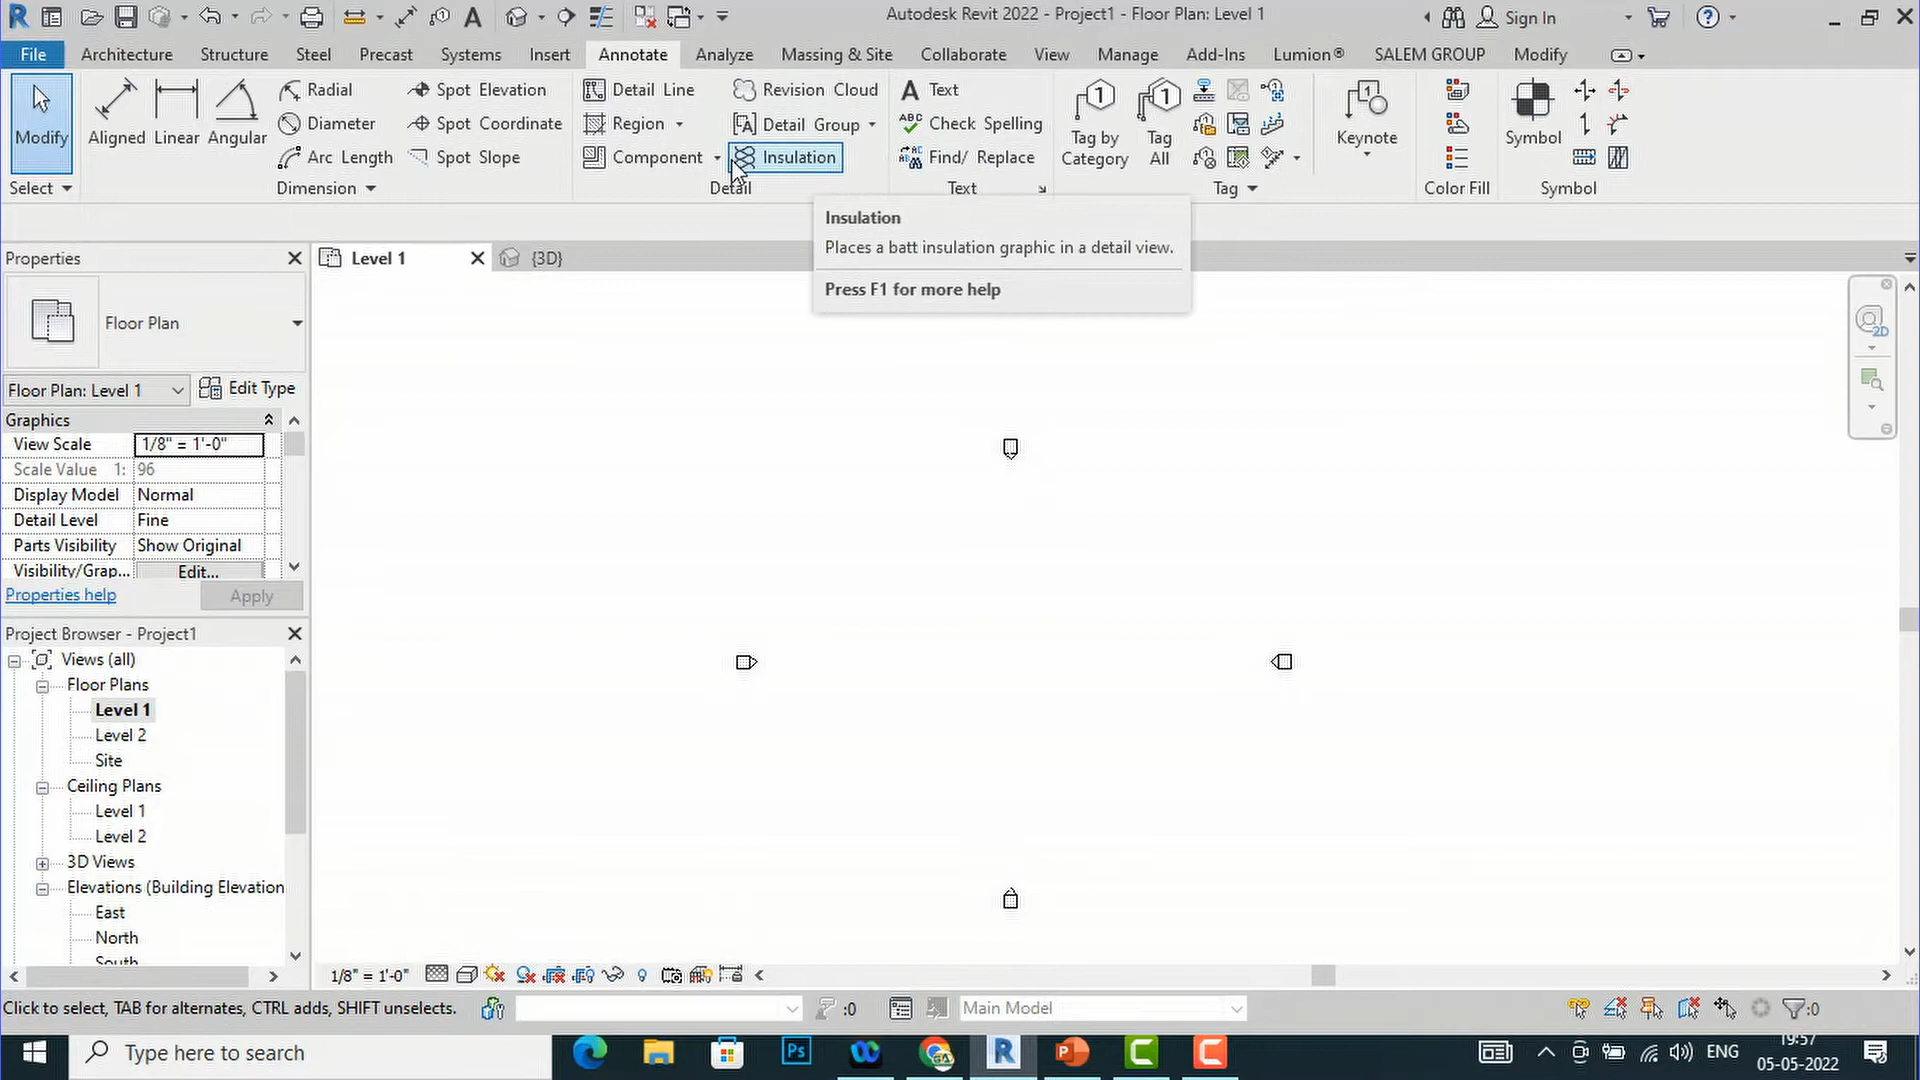 Autodesk Revit 2022 - Project1 - Floor Plan: Level 1
Sign In
File Architecture Structure Steel Precast Systems Insert Annotate Analyze Massing & Site Collaborate View Manage Add-Ins Lumion® SALEM GROUP Modify
Modify
Select
Aligned
Linear
Angular
Radial
Diameter
Arc Length
Spot Elevation
Spot Coordinate
Spot Slope
Dimension
Detail Line
Region
Component
Revision Cloud
Detail Group
Insulation
Detail
Text
Check Spelling
Find/ Replace
Text
Tag by Category
Tag All
Tag
Keynote
Color Fill
Symbol
Symbol
Insulation
Places a batt insulation graphic in a detail view.
Press F1 for more help
Properties
Floor Plan
Floor Plan: Level 1
Edit Type
Graphics
View Scale 1/8" = 1'-0"
Scale Value 1: 96
Display Model Normal
Detail Level Fine
Parts Visibility Show Original
Visibility/Grap... Edit...
Properties help
Apply
Project Browser - Project1
Views (all)
Floor Plans
Level 1
Level 2
Site
Ceiling Plans
Level 1
Level 2
3D Views
Elevations (Building Elevation
East
North
South
Level 1
{3D}
2D
1/8" = 1'-0"
Click to select, TAB for alternates, CTRL adds, SHIFT unselects.
:0
Main Model
:0
Type here to search
ENG
19:57
05-05-2022